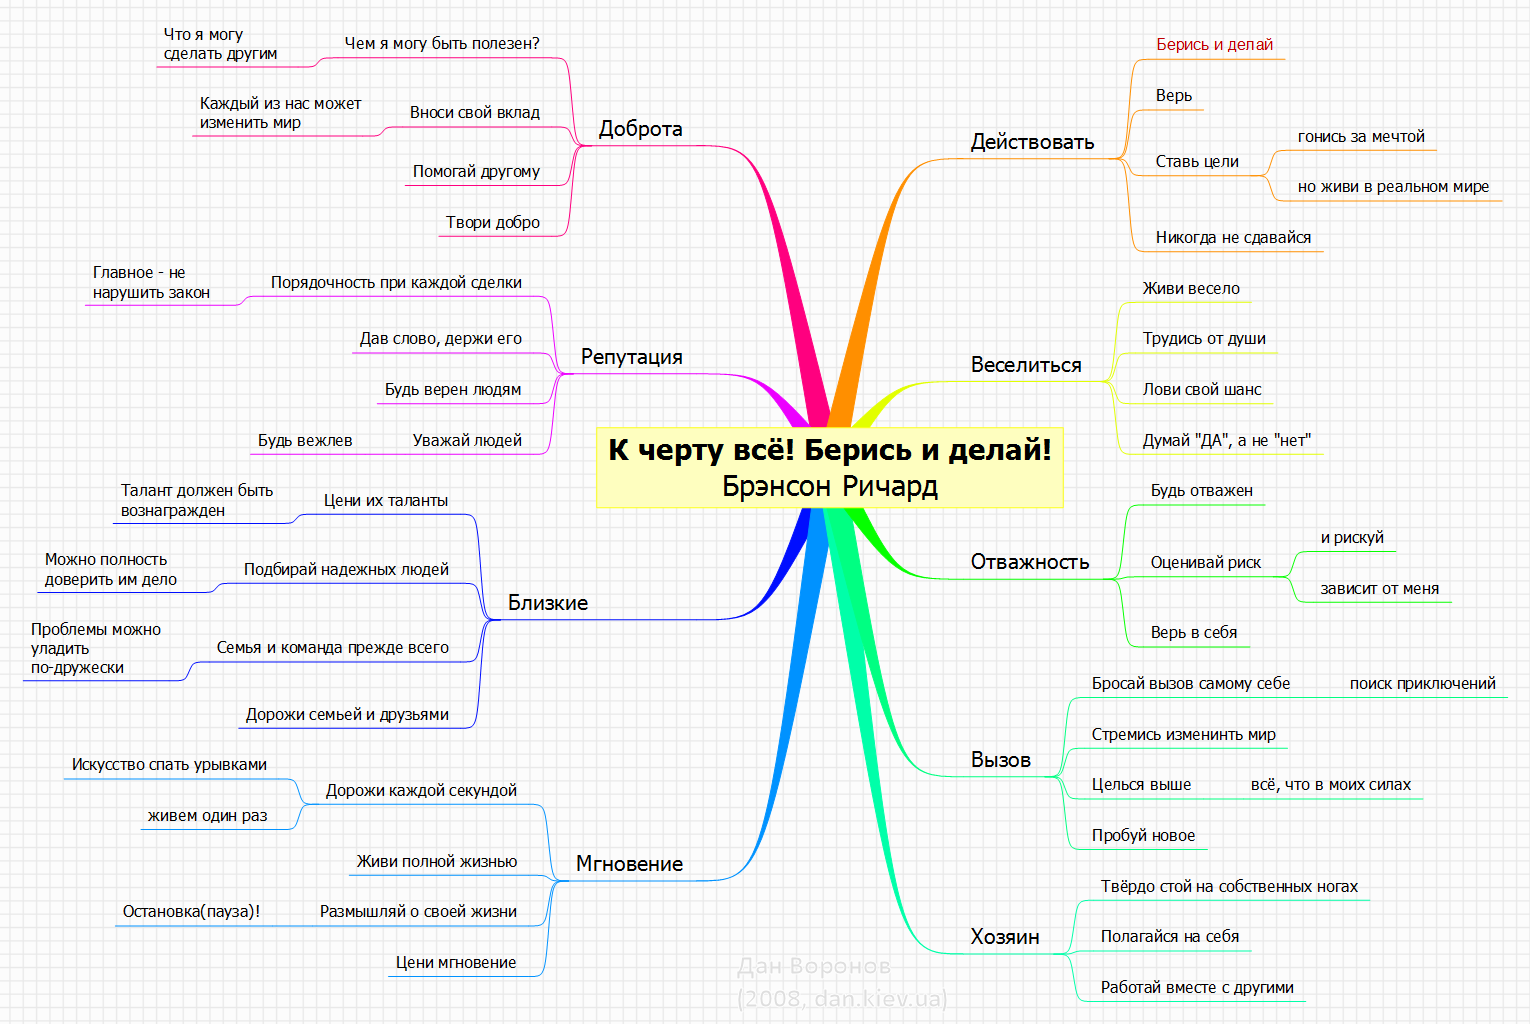 К черту всё! Берись и делай!
Брэнсон Ричард
Действовать
Берись и делай
Верь
Ставь цели
гонись за мечтой
но живи в реальном мире
Никогда не сдавайся
Веселиться
Живи весело
Трудись от души
Лови свой шанс
Думай "ДА", а не "нет"
Отважность
Будь отважен
Оценивай риск
и рискуй
зависит от меня
Верь в себя
Вызов
Бросай вызов самому себе
поиск приключений
Стремись изменинть мир
Целься выше
всё, что в моих силах
Пробуй новое
Хозяин
Твёрдо стой на собственных ногах
Полагайся на себя
Работай вместе с другими
Доброта
Чем я могу быть полезен?
Что я могу
сделать другим
Вноси свой вклад
Каждый из нас может
изменить мир
Помогай другому
Твори добро
Репутация
Порядочность при каждой сделки
Главное - не
нарушить закон
Дав слово, держи его
Будь верен людям
Уважай людей
Будь вежлев
Близкие
Цени их таланты
Талант должен быть
вознагражден
Подбирай надежных людей
Можно полность
доверить им дело
Семья и команда прежде всего
Проблемы можно
уладить
по-дружески
Дорожи семьей и друзьями
Мгновение
Дорожи каждой секундой
Искусство спать урывками
живем один раз
Живи полной жизнью
Размышляй о своей жизни
Остановка(пауза)!
Цени мгновение
Дан Воронов
(2008, dan.kiev.ua)